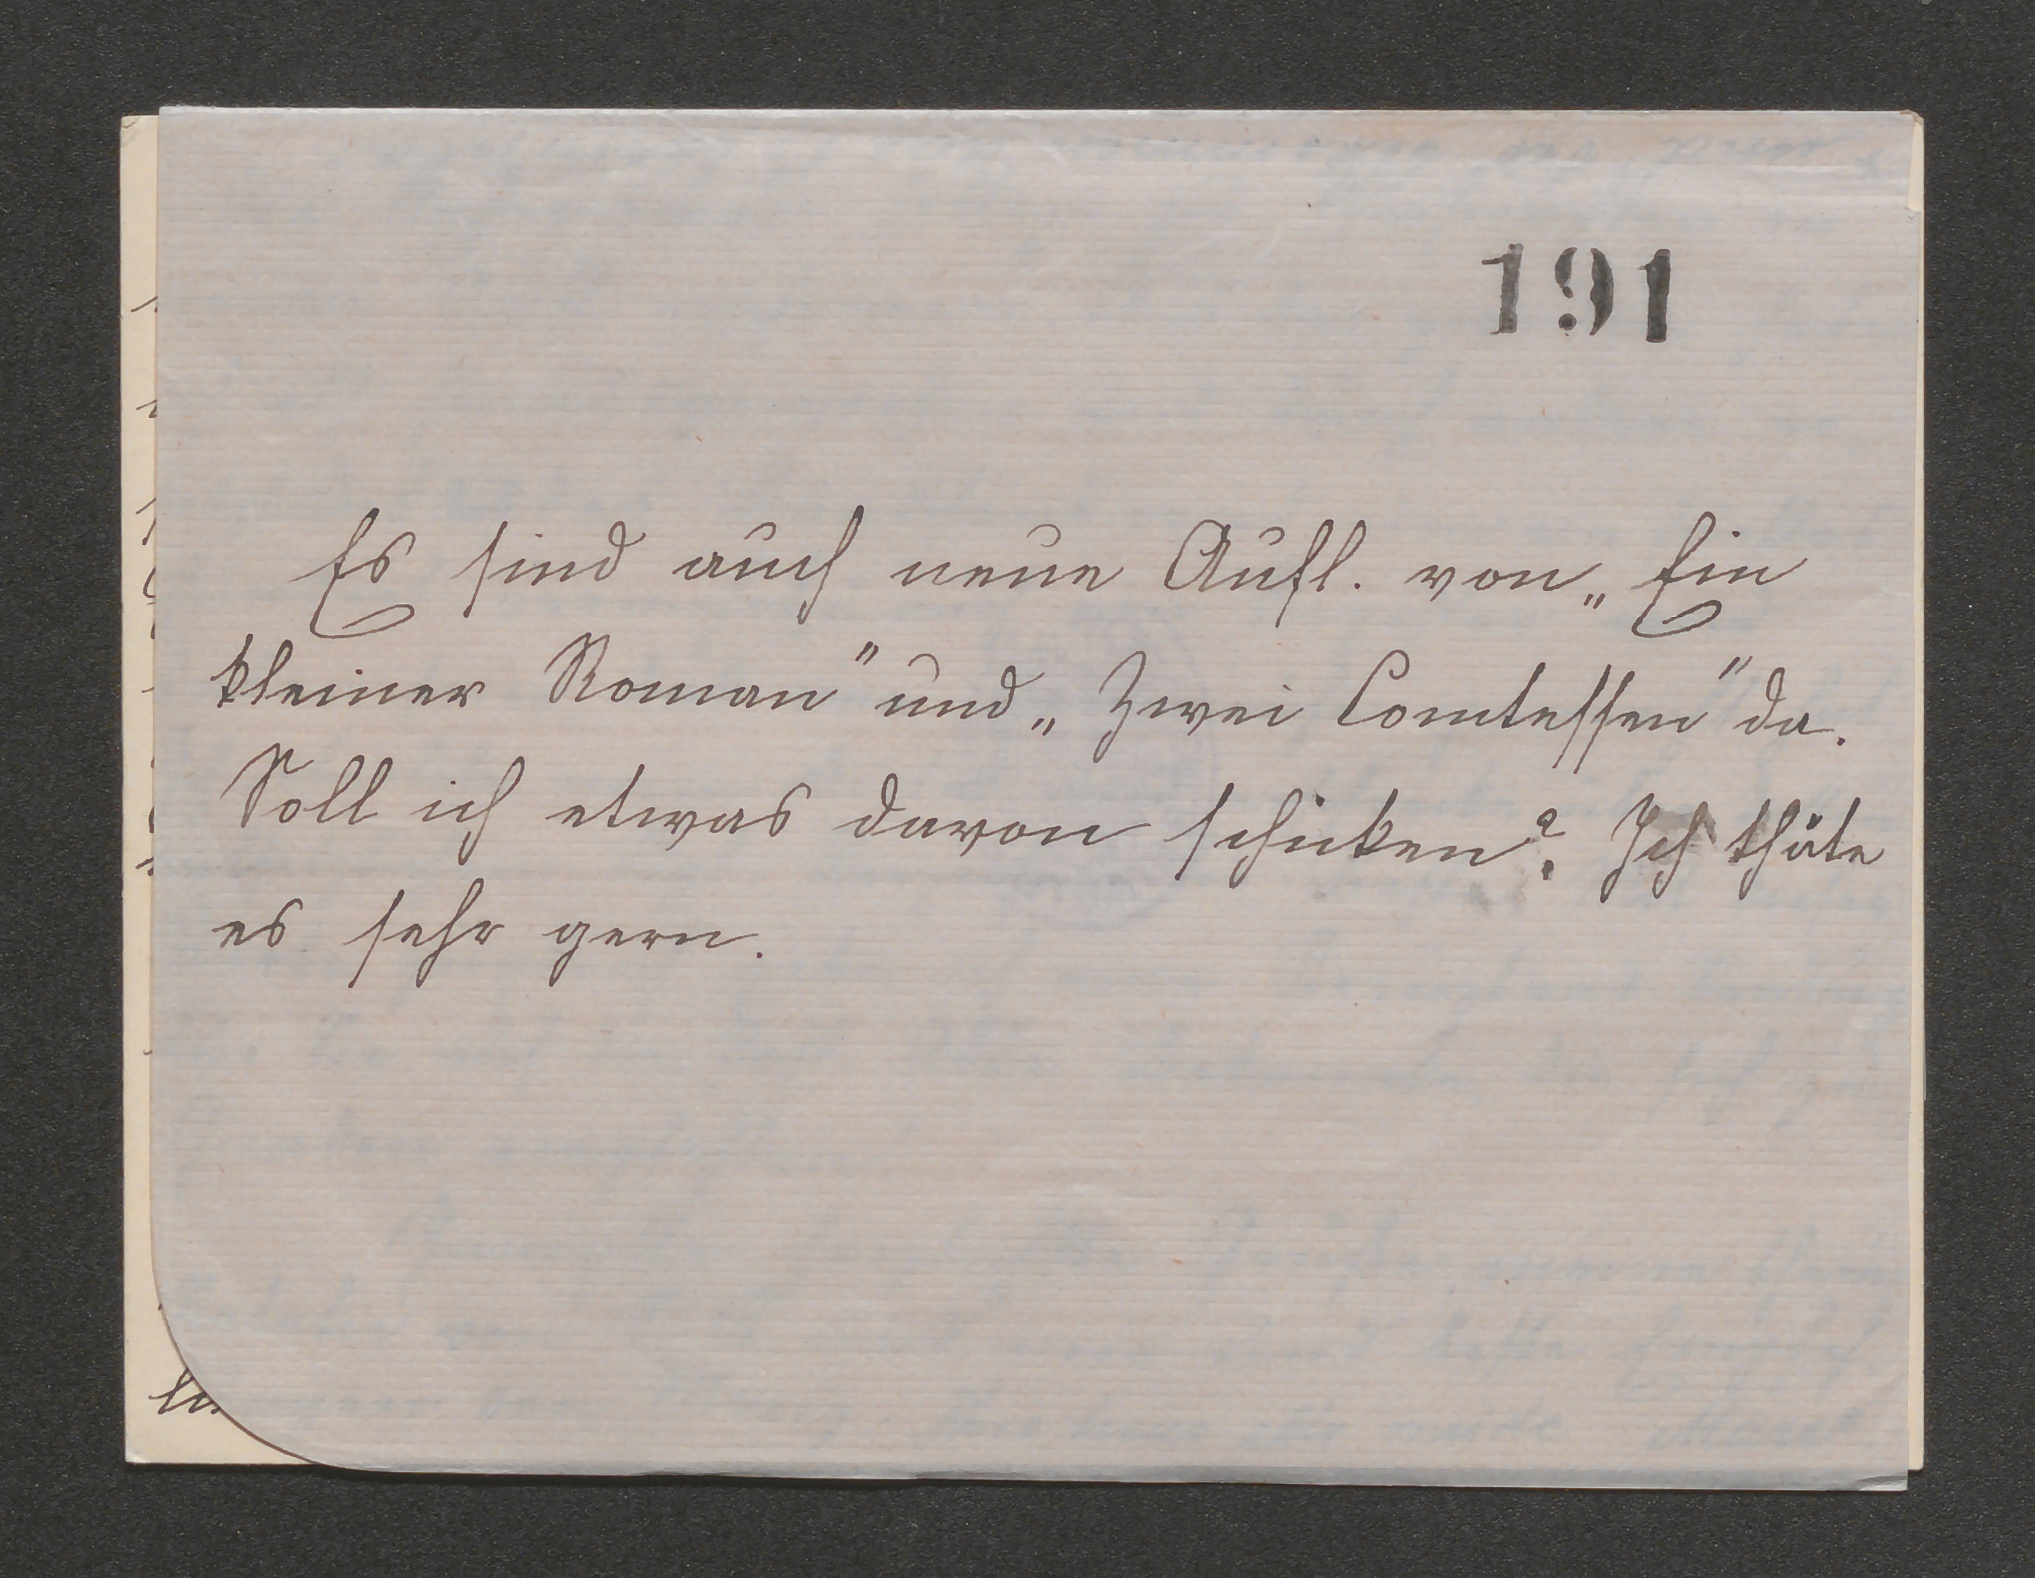 191
Es sind auch neue Aufl. von „Ein
kleiner Roman" und „Zwei Comtessen" da.
Soll ich etwas davon schicken? Ich thäte
es sehr gern.